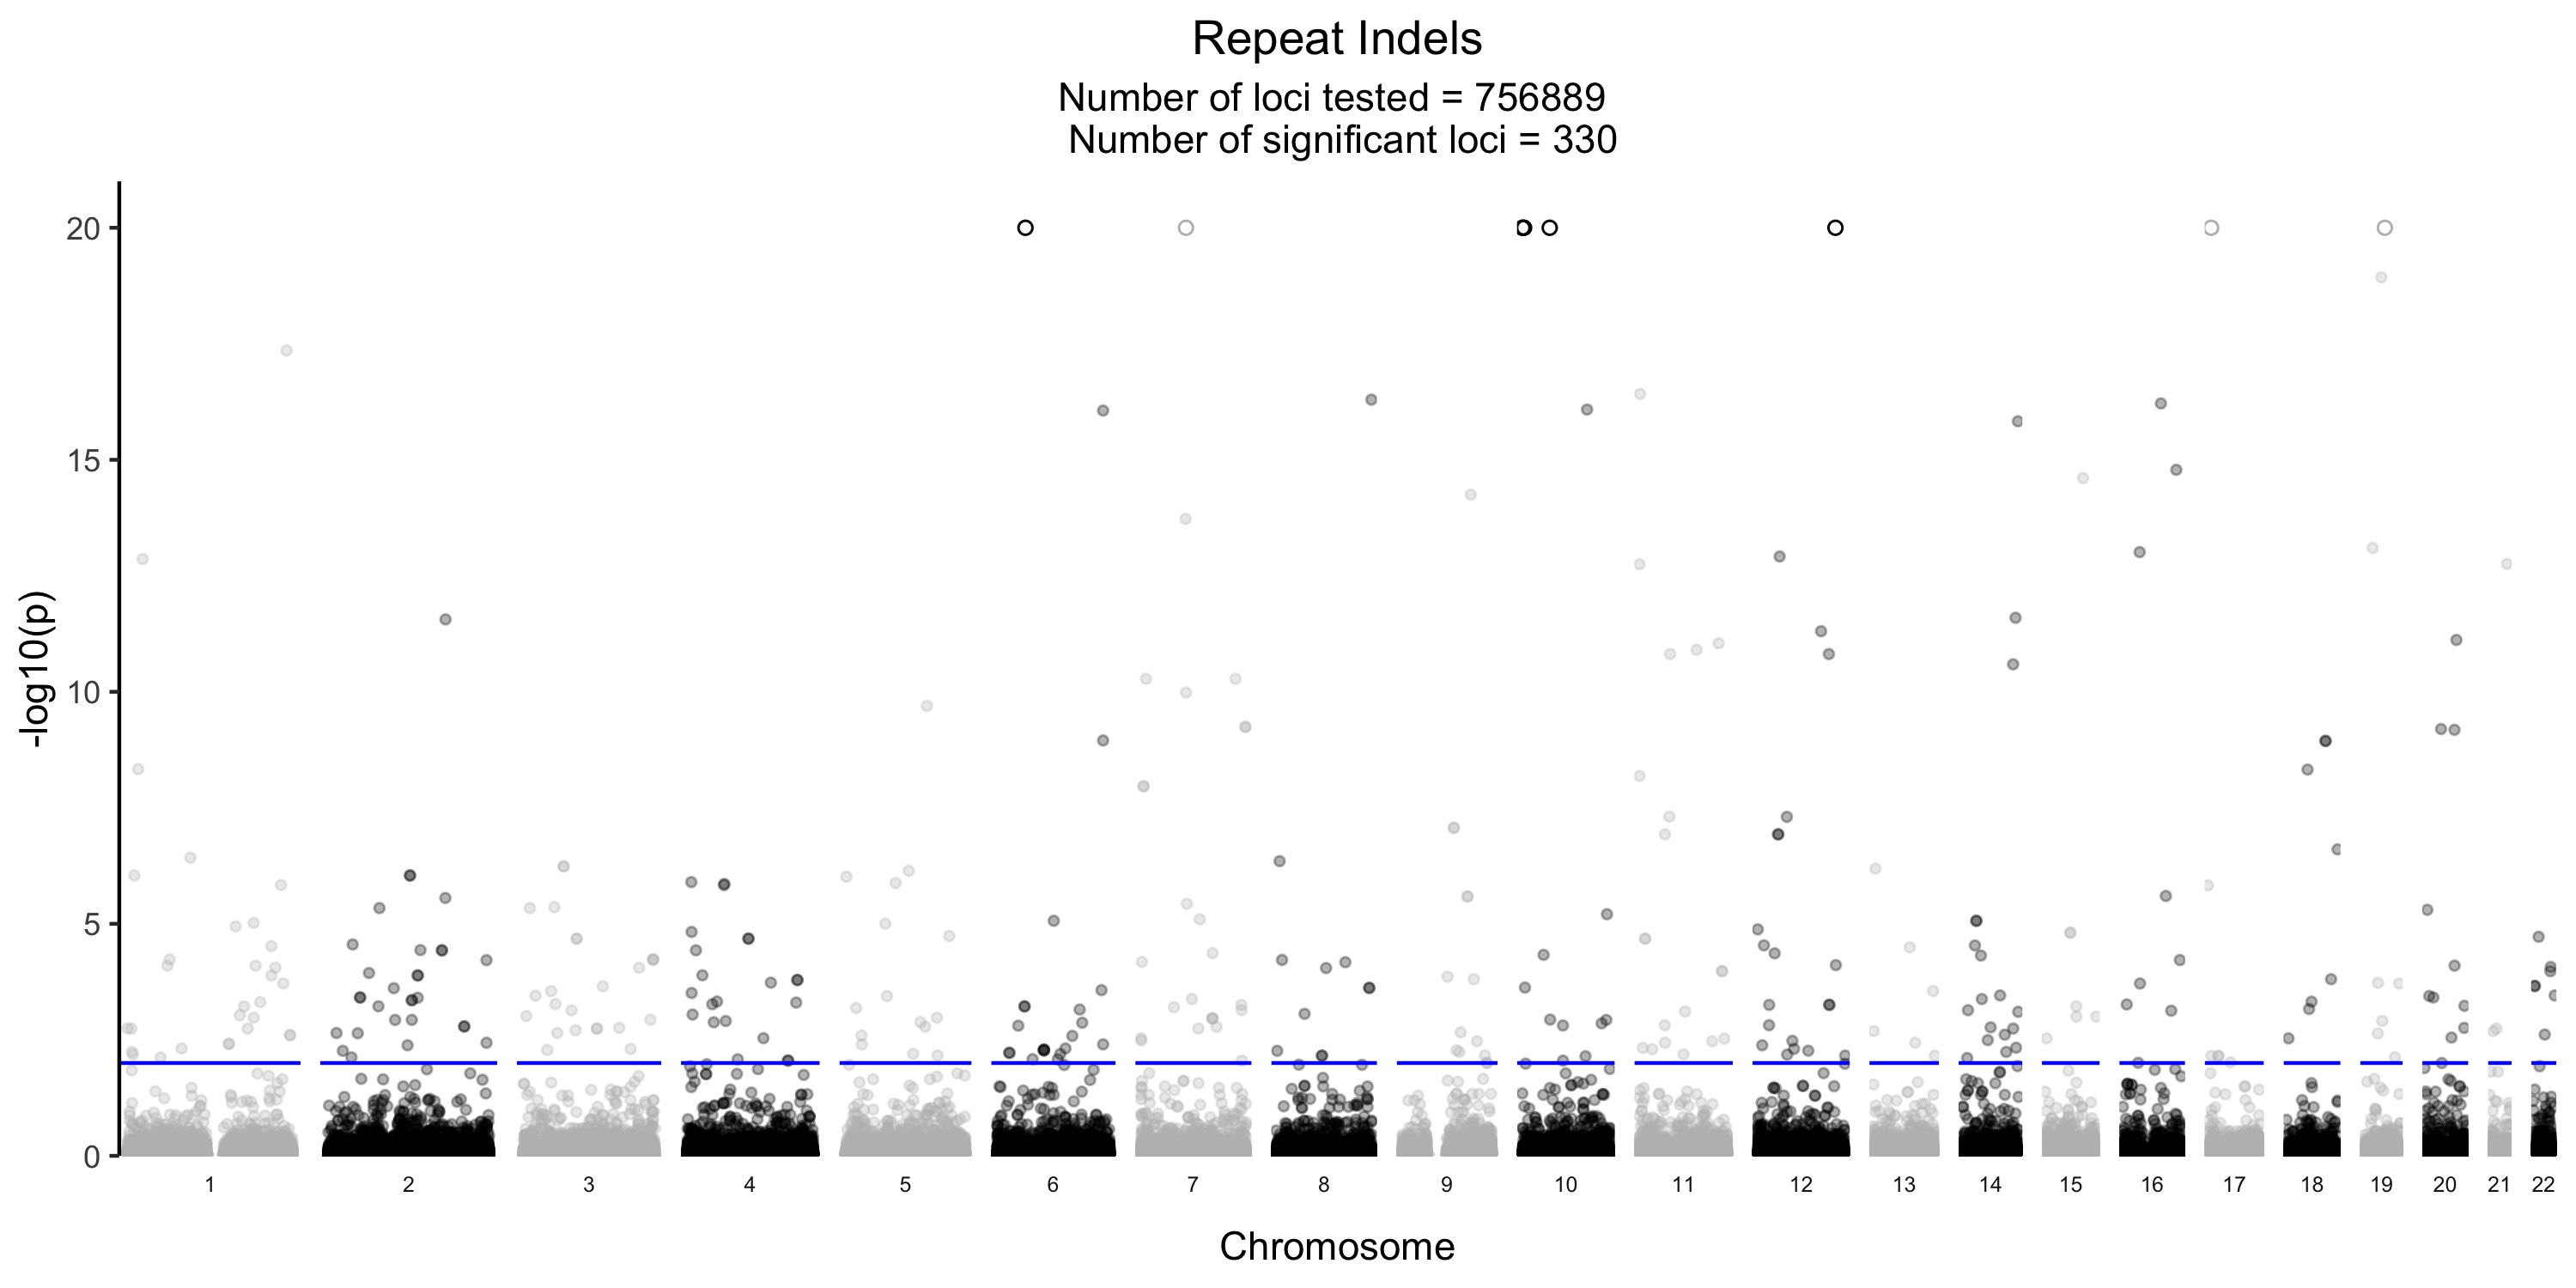 Repeat Indels
Number of loci tested = 756889
Number of significant loci = 330
20
15
10
5
0
-log10(p)
1 2 3 4 5 6 7 8 9 10 11 12 13 14 15 16 17 18 19 20 21 22
Chromosome